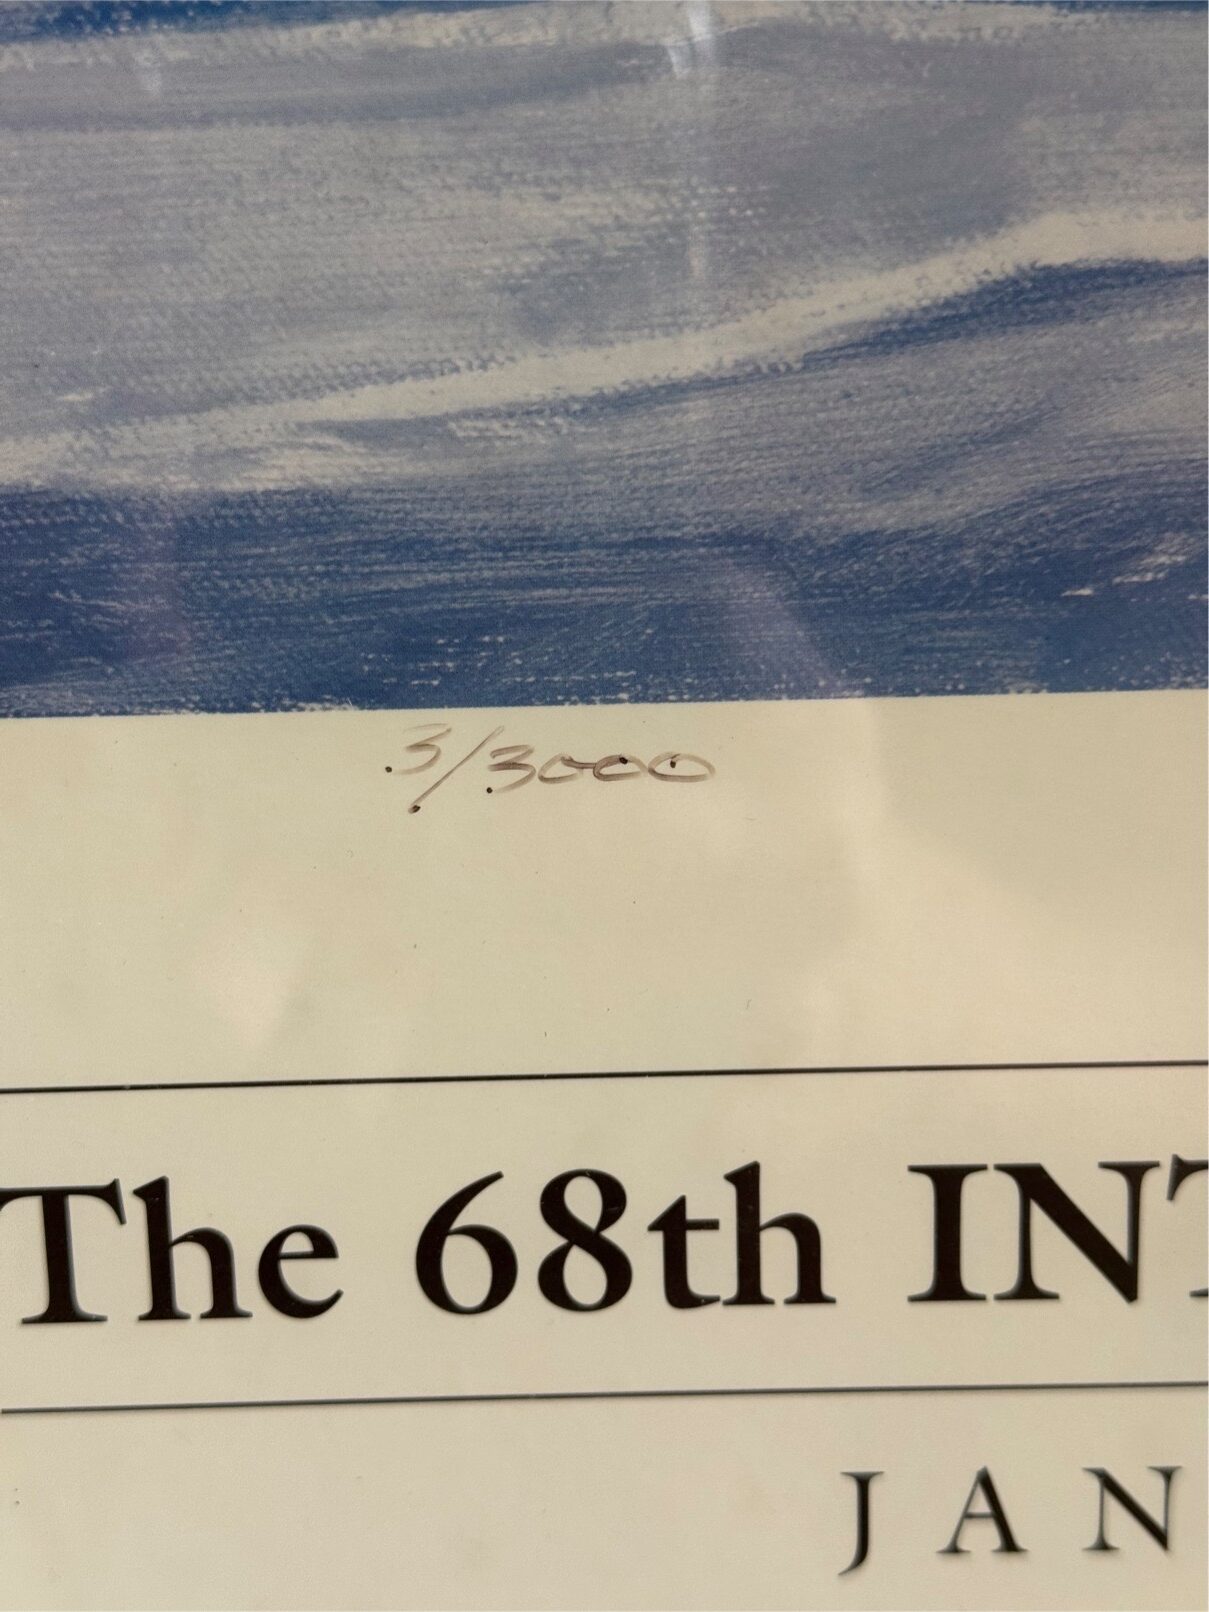 3/3000
The 68th INT
JAN